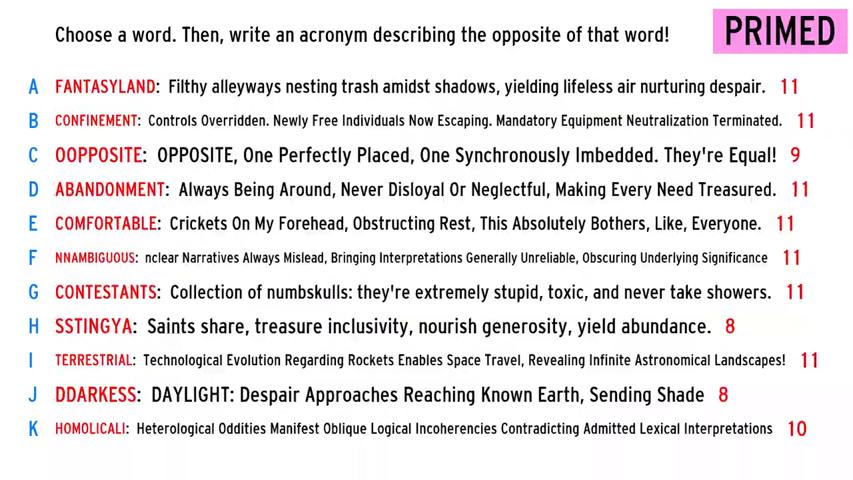 Choose a word. Then, write an acronym describing the opposite of that word!
PRIMED
A FANTASYLAND: Filthy alleyways nesting trash amidst shadows, yielding lifeless air nurturing despair. 11
B CONFINEMENT: Controls Overridden. Newly Free Individuals Now Escaping. Mandatory Equipment Neutralization Terminated. 11
C OOPPOSITE: OPPOSITE, One Perfectly Placed, One Synchronously Imbedded. They're Equal! 9
D ABANDONMENT: Always Being Around, Never Disloyal Or Neglectful, Making Every Need Treasured. 11
E COMFORTABLE: Crickets On My Forehead, Obstructing Rest, This Absolutely Bothers, Like, Everyone. 11
F NNAMBIGUOUS: nclear Narratives Always Mislead, Bringing Interpretations Generally Unreliable, Obscuring Underlying Significance 11
G CONTESTANTS: Collection of numbskulls: they're extremely stupid, toxic, and never take showers. 11
H SSTINGYA: Saints share, treasure inclusivity, nourish generosity, yield abundance. 8
I TERRESTRIAL: Technological Evolution Regarding Rockets Enables Space Travel, Revealing Infinite Astronomical Landscapes! 11
J DDARKESS: DAYLIGHT: Despair Approaches Reaching Known Earth, Sending Shade 8
K HOMOLICALI: Heterological Oddities Manifest Oblique Logical Incoherencies Contradicting Admitted Lexical Interpretations 10